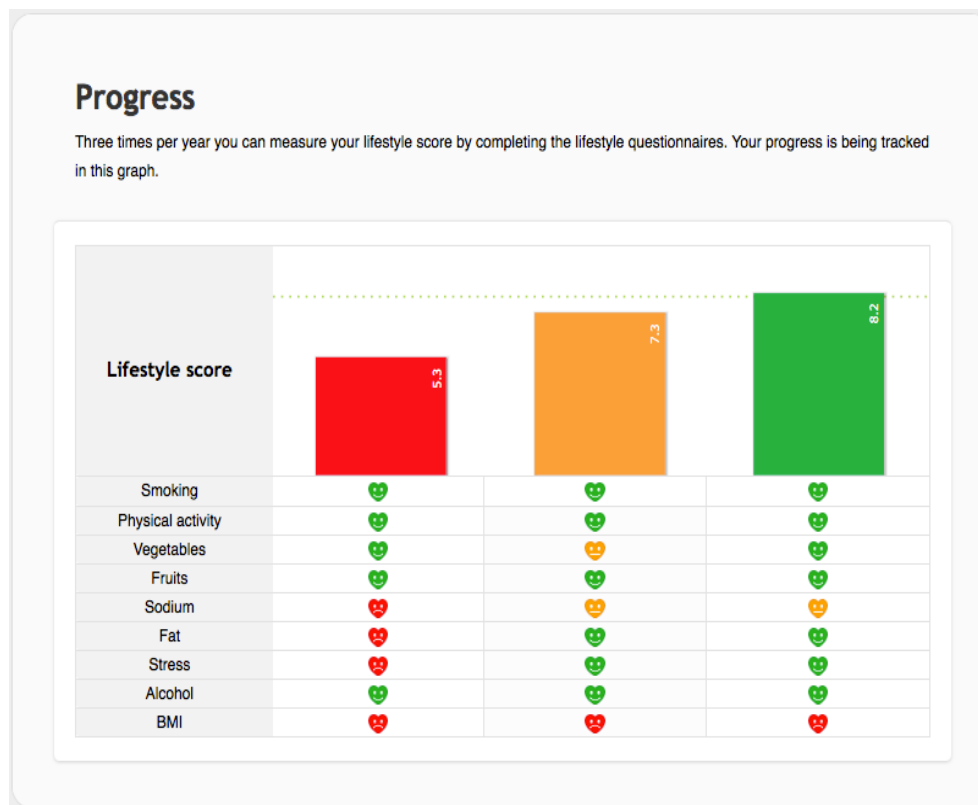 Progress
Three times per year you can measure your lifestyle score by completing the lifestyle questionnaires. Your progress is being tracked
in this graph.
5.3
7.3
8.2
Lifestyle score
Smoking
Physical activity
Vegetables
Fruits
Sodium
Fat
Stress
Alcohol
BMI